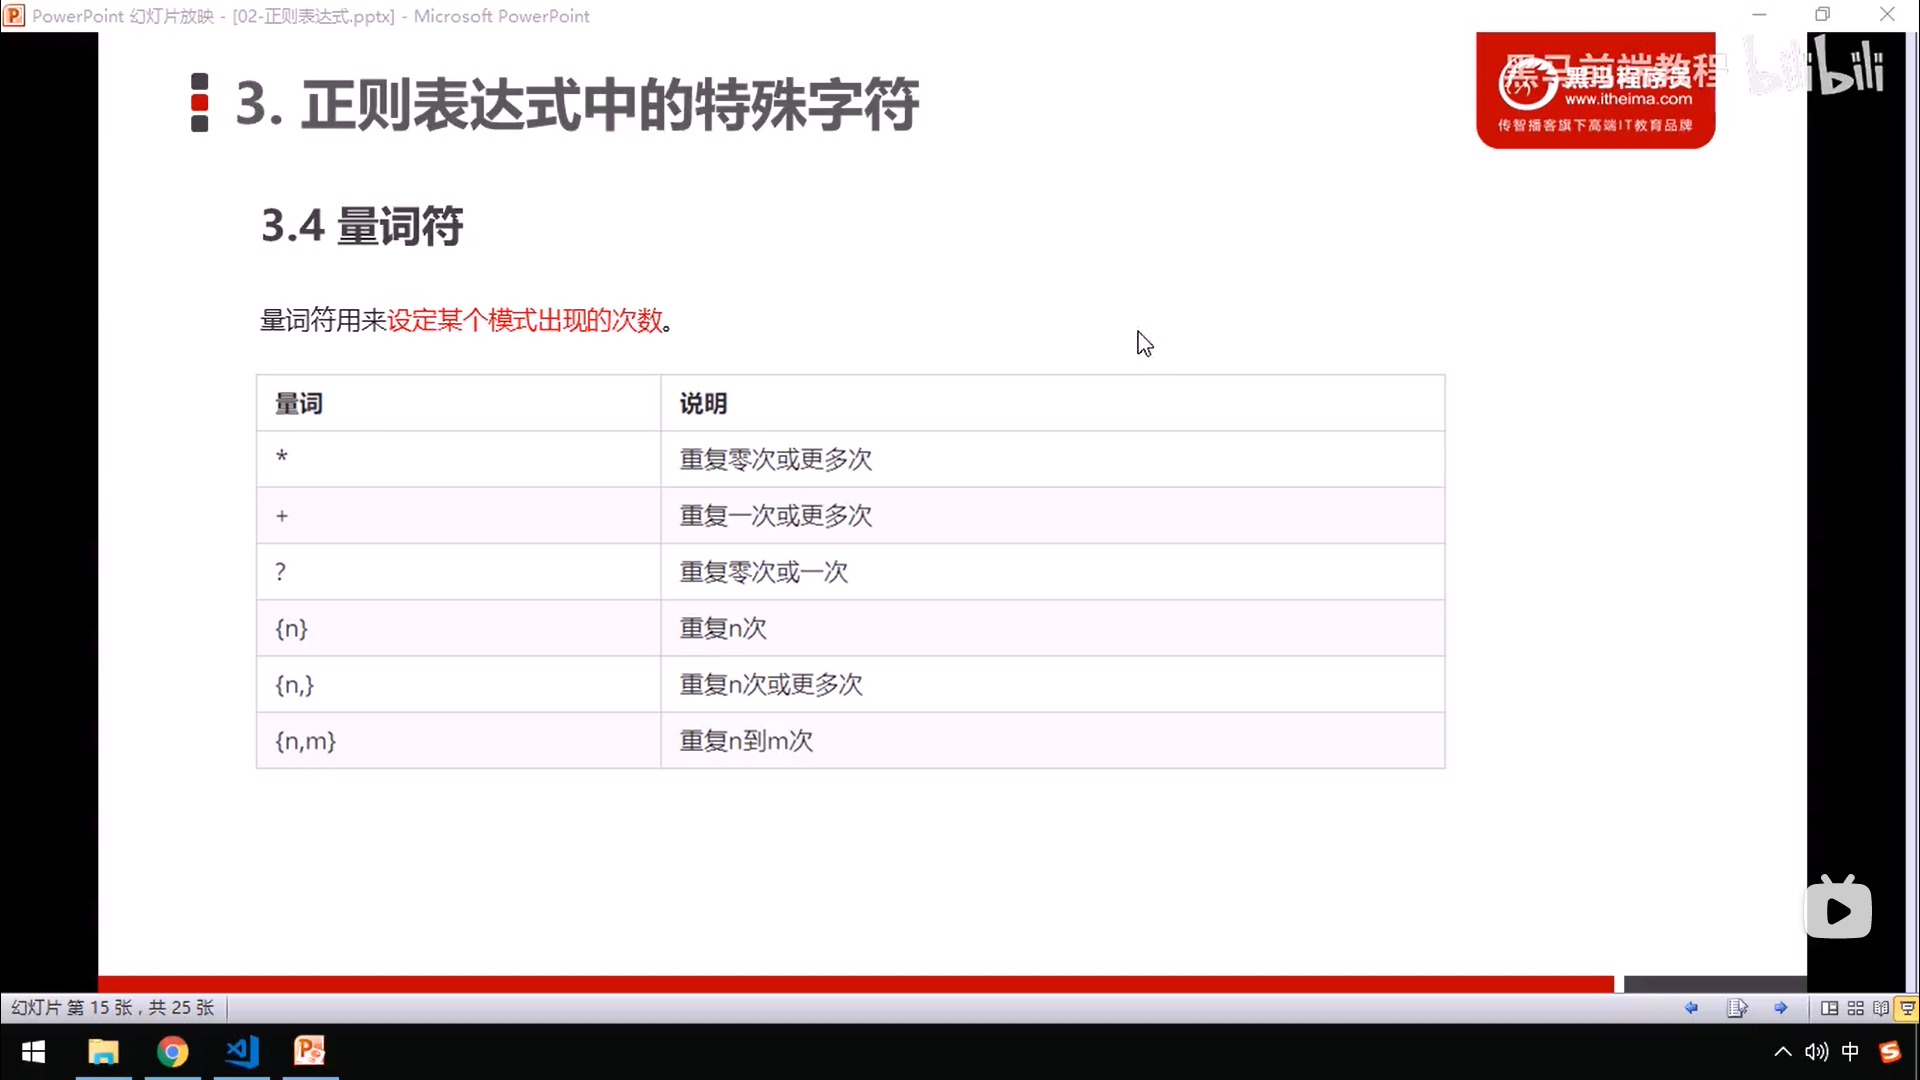 PowerPoint 幻灯片放映 - [02-正则表达式.pptx] - Microsoft PowerPoint
3. 正则表达式中的特殊字符
黑马前端教程 bilibili
黑马程序员
www.itheima.com
传智播客旗下高端IT教育品牌
3.4 量词符
量词符用来设定某个模式出现的次数。
量词 说明
* 重复零次或更多次
+ 重复一次或更多次
? 重复零次或一次
{n} 重复n次
{n,} 重复n次或更多次
{n,m} 重复n到m次
幻灯片 第 15 张，共 25 张
中